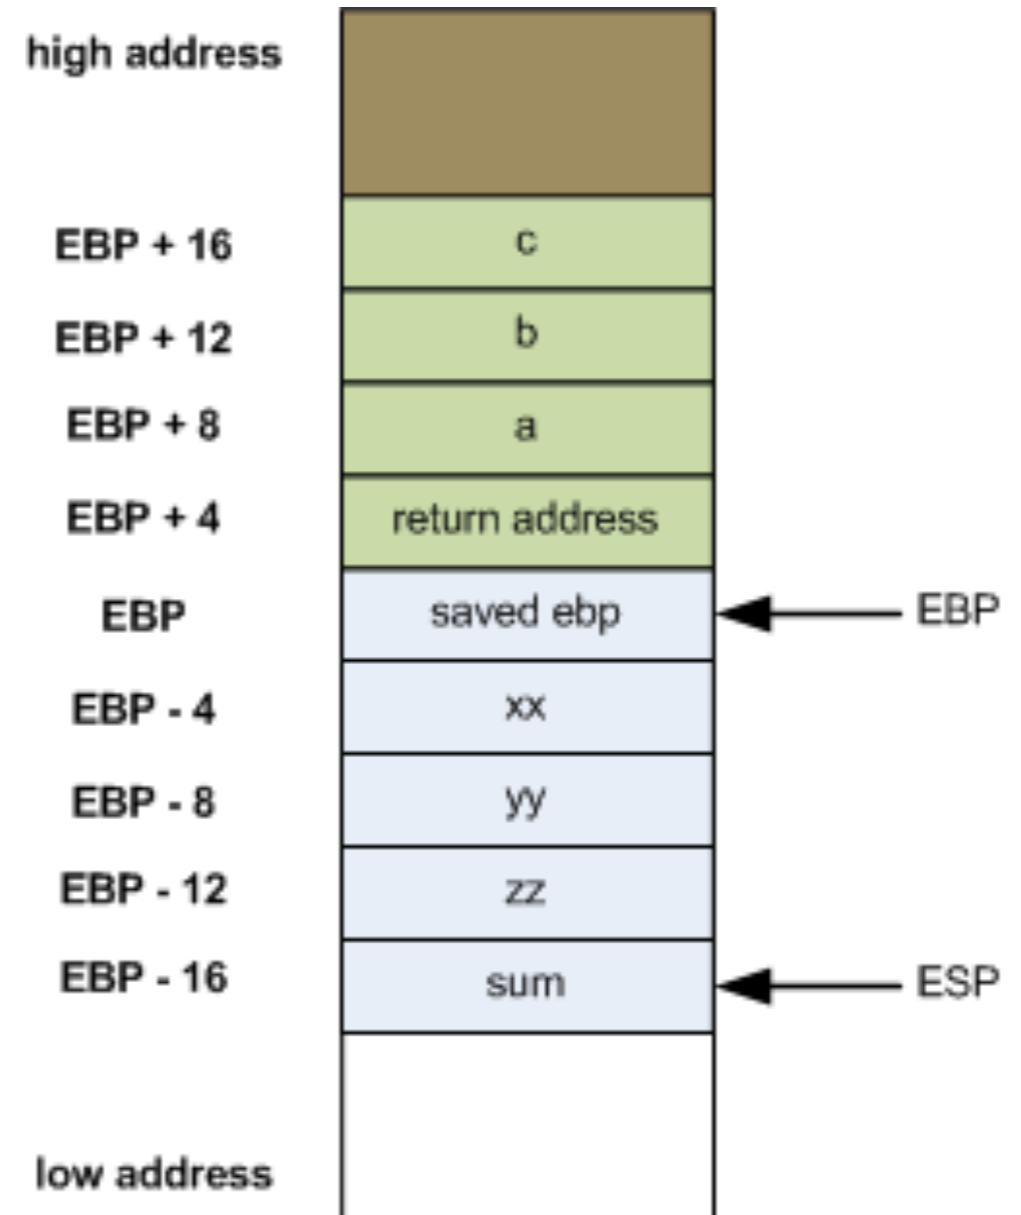 high address
EBP + 16 c
EBP + 12 b
EBP + 8 a
EBP + 4 return address
EBP saved ebp EBP
EBP - 4 xx
EBP - 8 yy
EBP - 12 zz
EBP - 16 sum ESP
low address